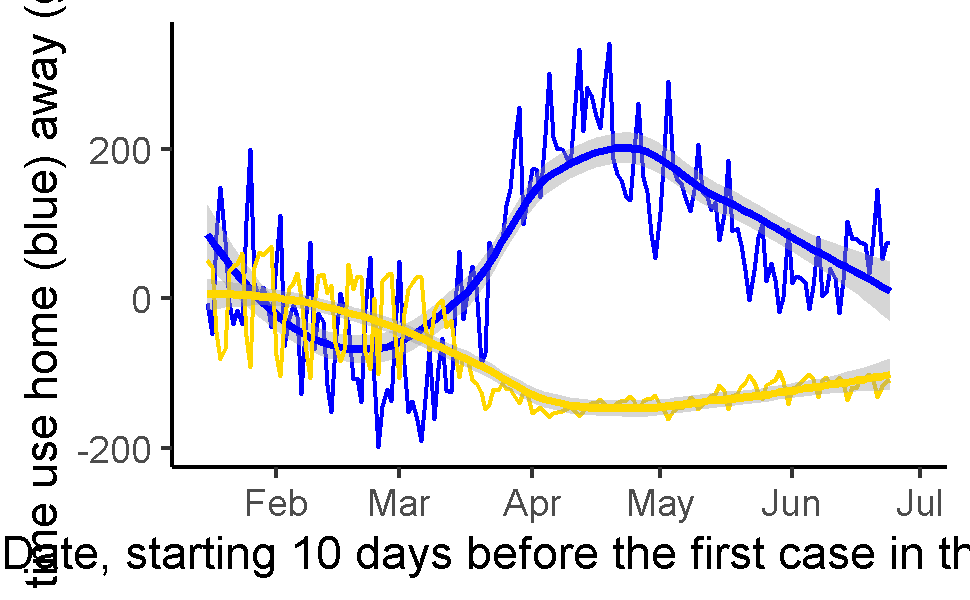 time use home (blue) away (
200
0
-200
Feb Mar Apr May Jun Jul
Date, starting 10 days before the first case in th